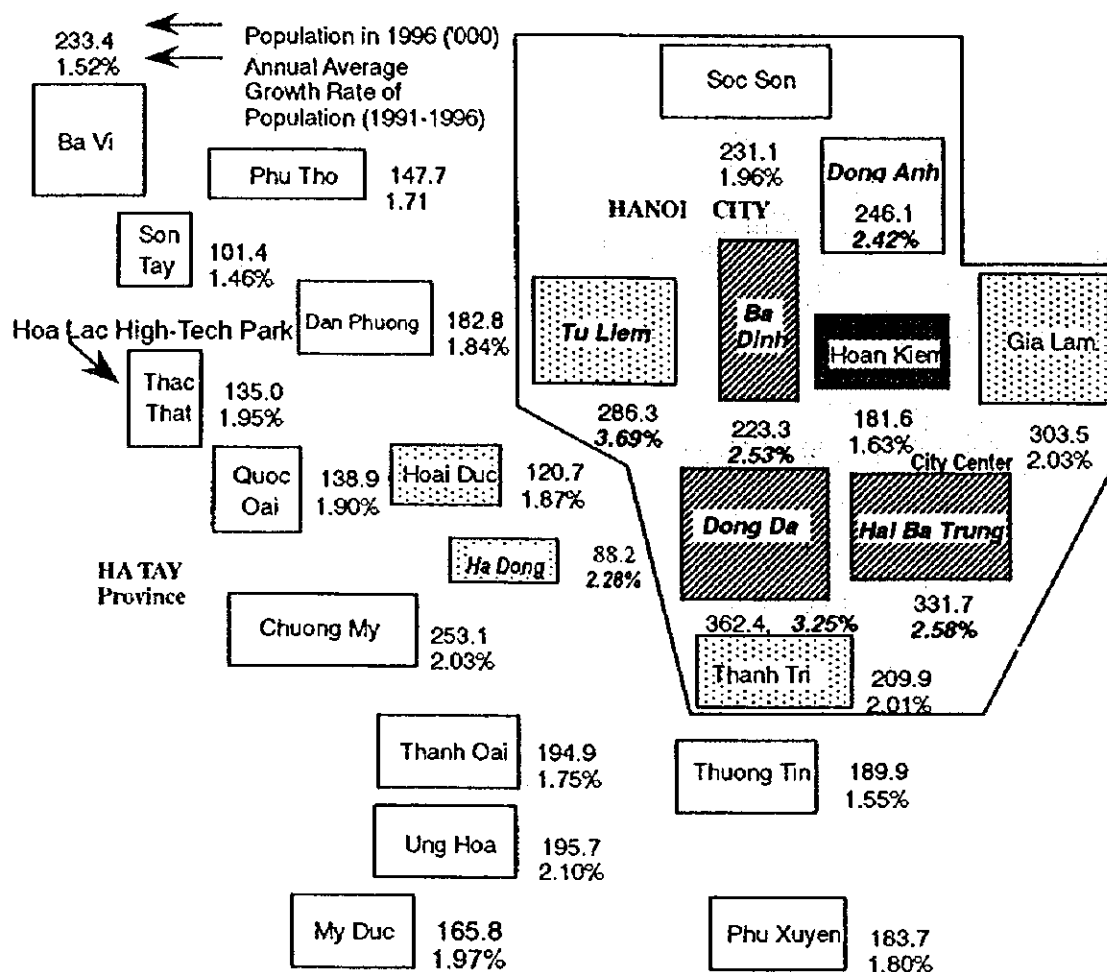 233.4
1.52%
Population in 1996 ('000)
Annual Average
Growth Rate of
Population (1991-1996)
Ba Vi
Phu Tho
147.7
1.71
Son
Tay
101.4
1.46%
Hoa Lac High-Tech Park
Dan Phuong
182.8
1.84%
Thac
That
135.0
1.95%
Quoc
Oai
138.9
1.90%
Hoai Duc
120.7
1.87%
Ha Dong
88.2
2.28%
HA TAY
Province
Chuong My
253.1
2.03%
Thanh Oai
194.9
1.75%
Ung Hoa
195.7
2.10%
My Duc
165.8
1.97%
Soc Son
231.1
1.96%
HANOI CITY
Dong Anh
246.1
2.42%
Tu Liem
286.3
3.69%
Ba
Dinh
223.3
2.53%
Hoan Kiem
181.6
1.63%
City Center
Gia Lam
303.5
2.03%
Dong Da
362.4, 3.25%
Hai Ba Trung
331.7
2.58%
Thanh Tri
209.9
2.01%
Thuong Tin
189.9
1.55%
Phu Xuyen
183.7
1.80%